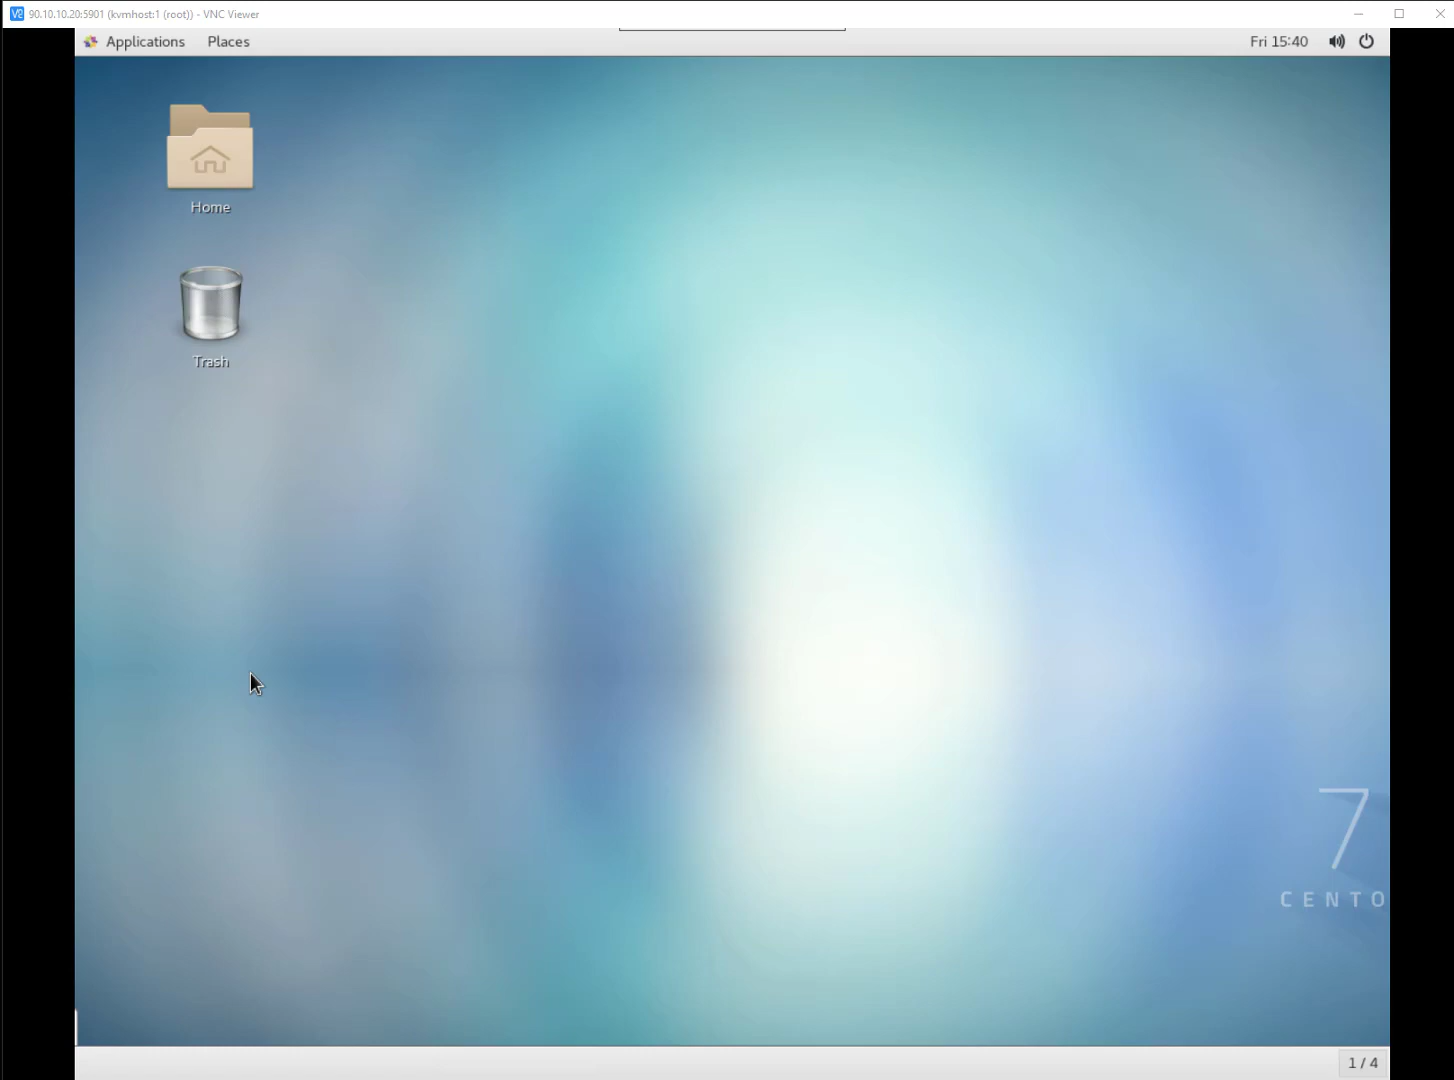 90.10.10.20:5901 (kvmhost:1 (root)) - VNC Viewer
Applications Places Fri 15:40
Home
Trash
7
CENTO
1 / 4